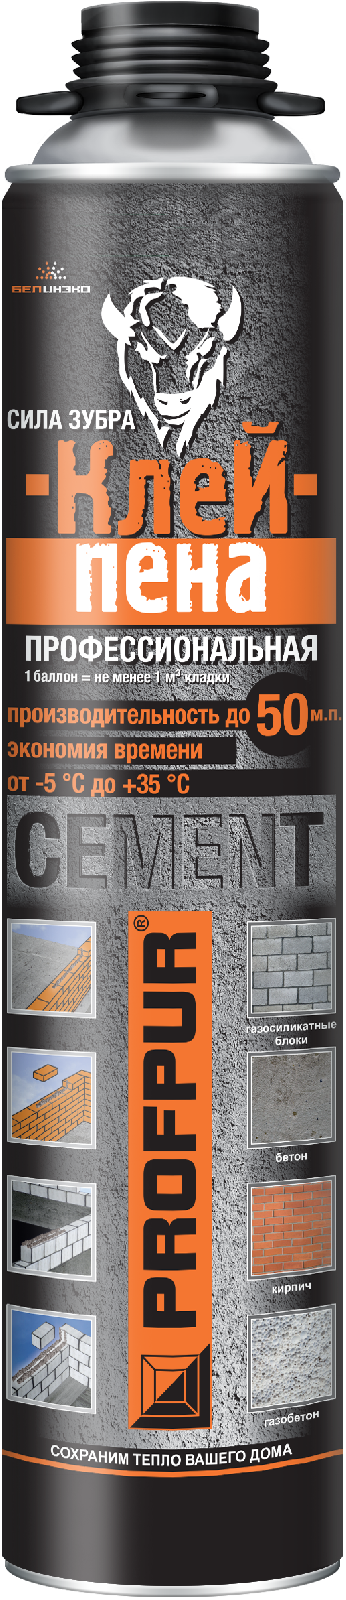 БЕЛИНЭКО
СИЛА ЗУБРА
-Клей-
пена
ПРОФЕССИОНАЛЬНАЯ
1 баллон = не менее 1 м² кладки
производительность до 50 м.п.
экономия времени
от -5 °C до +35 °C
CEMENT
PROFPUR®
газосиликатные
блоки
бетон
кирпич
газобетон
СОХРАНИМ ТЕПЛО ВАШЕГО ДОМА